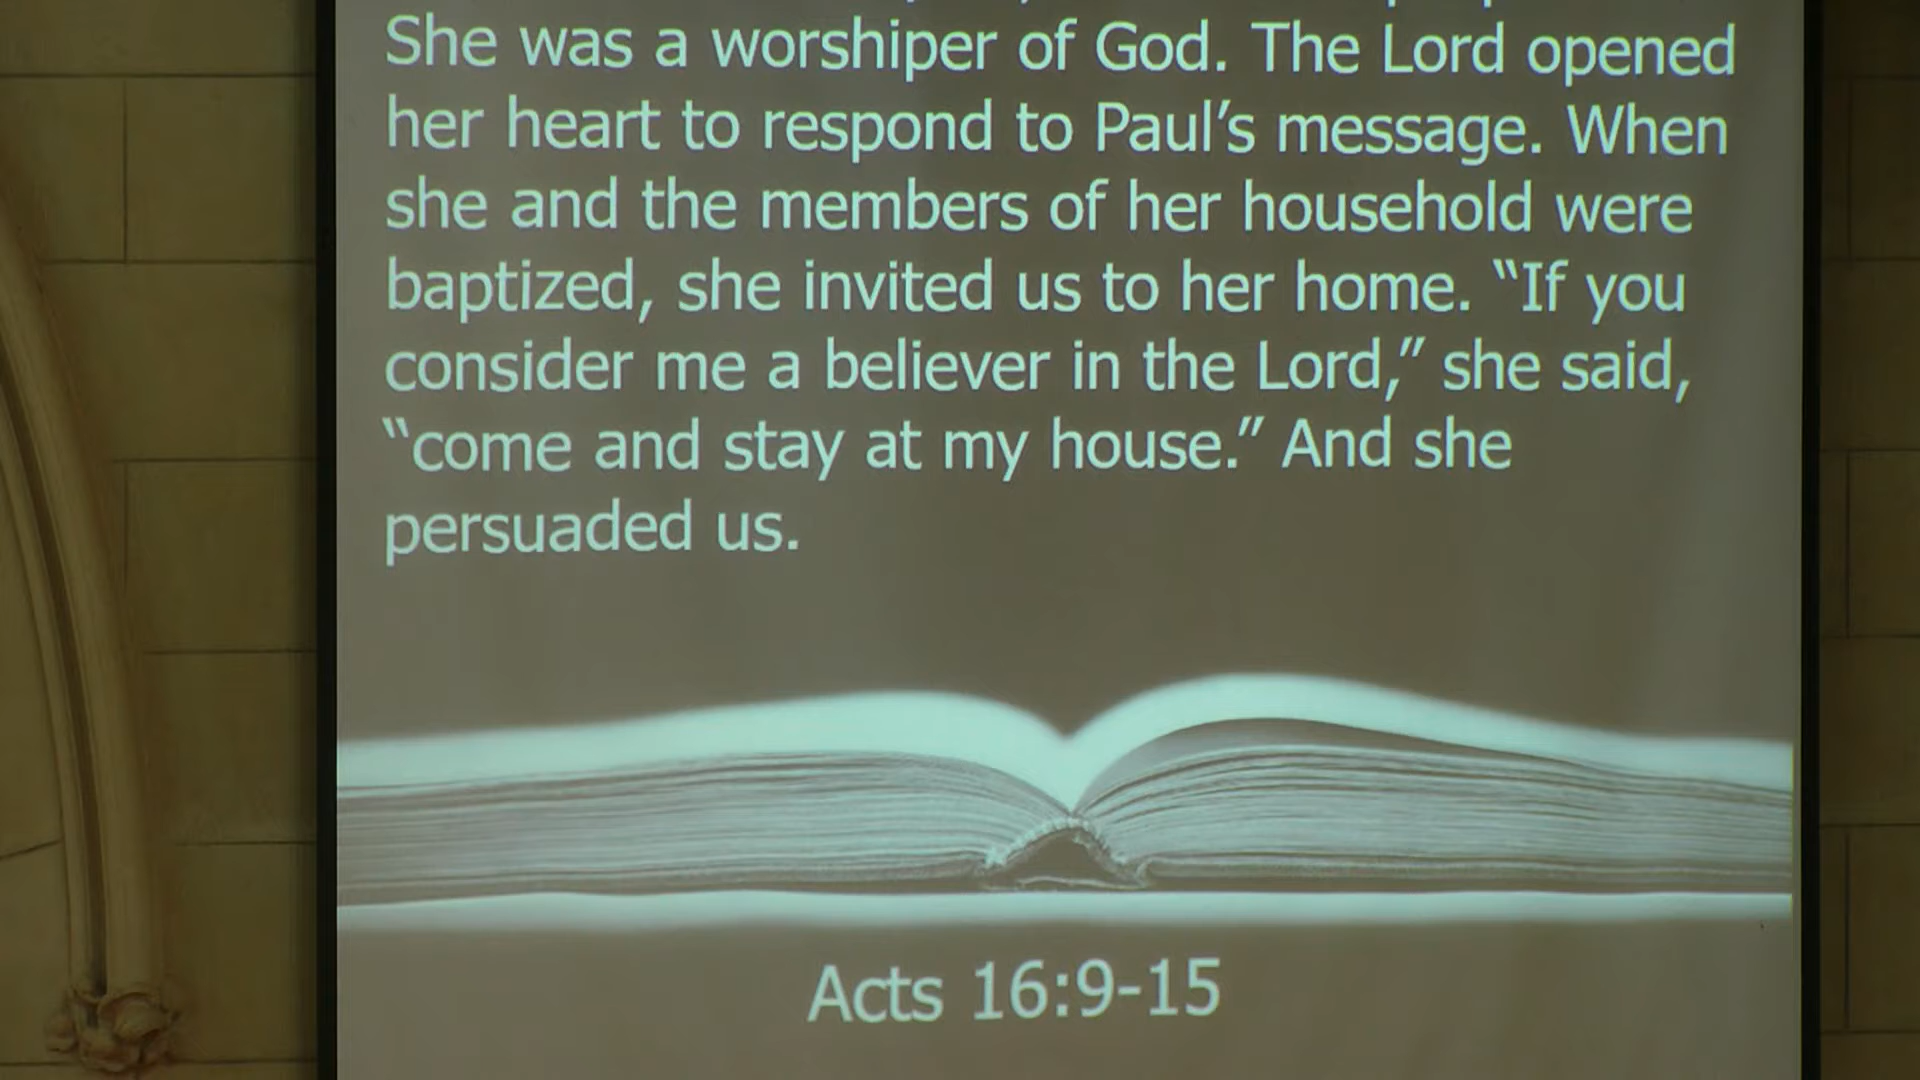 She was a worshiper of God. The Lord opened
her heart to respond to Paul’s message. When
she and the members of her household were
baptized, she invited us to her home. “If you
consider me a believer in the Lord,” she said,
“come and stay at my house.” And she
persuaded us.
Acts 16:9-15